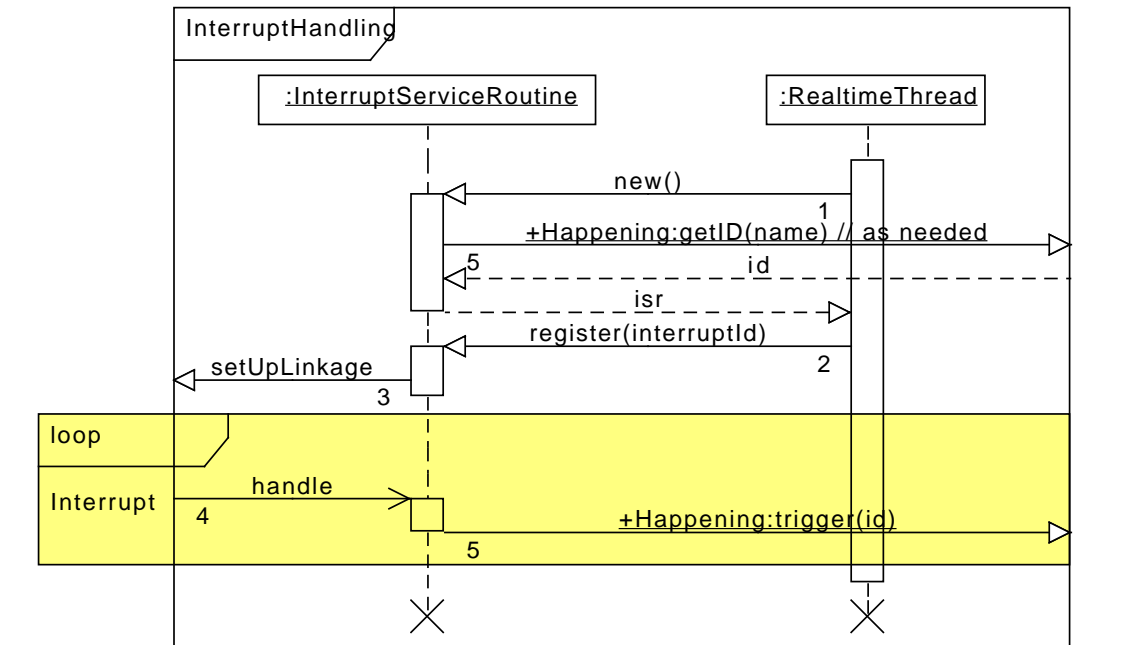 InterruptHandling
:InterruptServiceRoutine
:RealtimeThread
new()
1
+Happening:getID(name) // as needed
5
id
isr
register(interruptId)
2
setUpLinkage
3
loop
Interrupt
handle
4
+Happening:trigger(id)
5